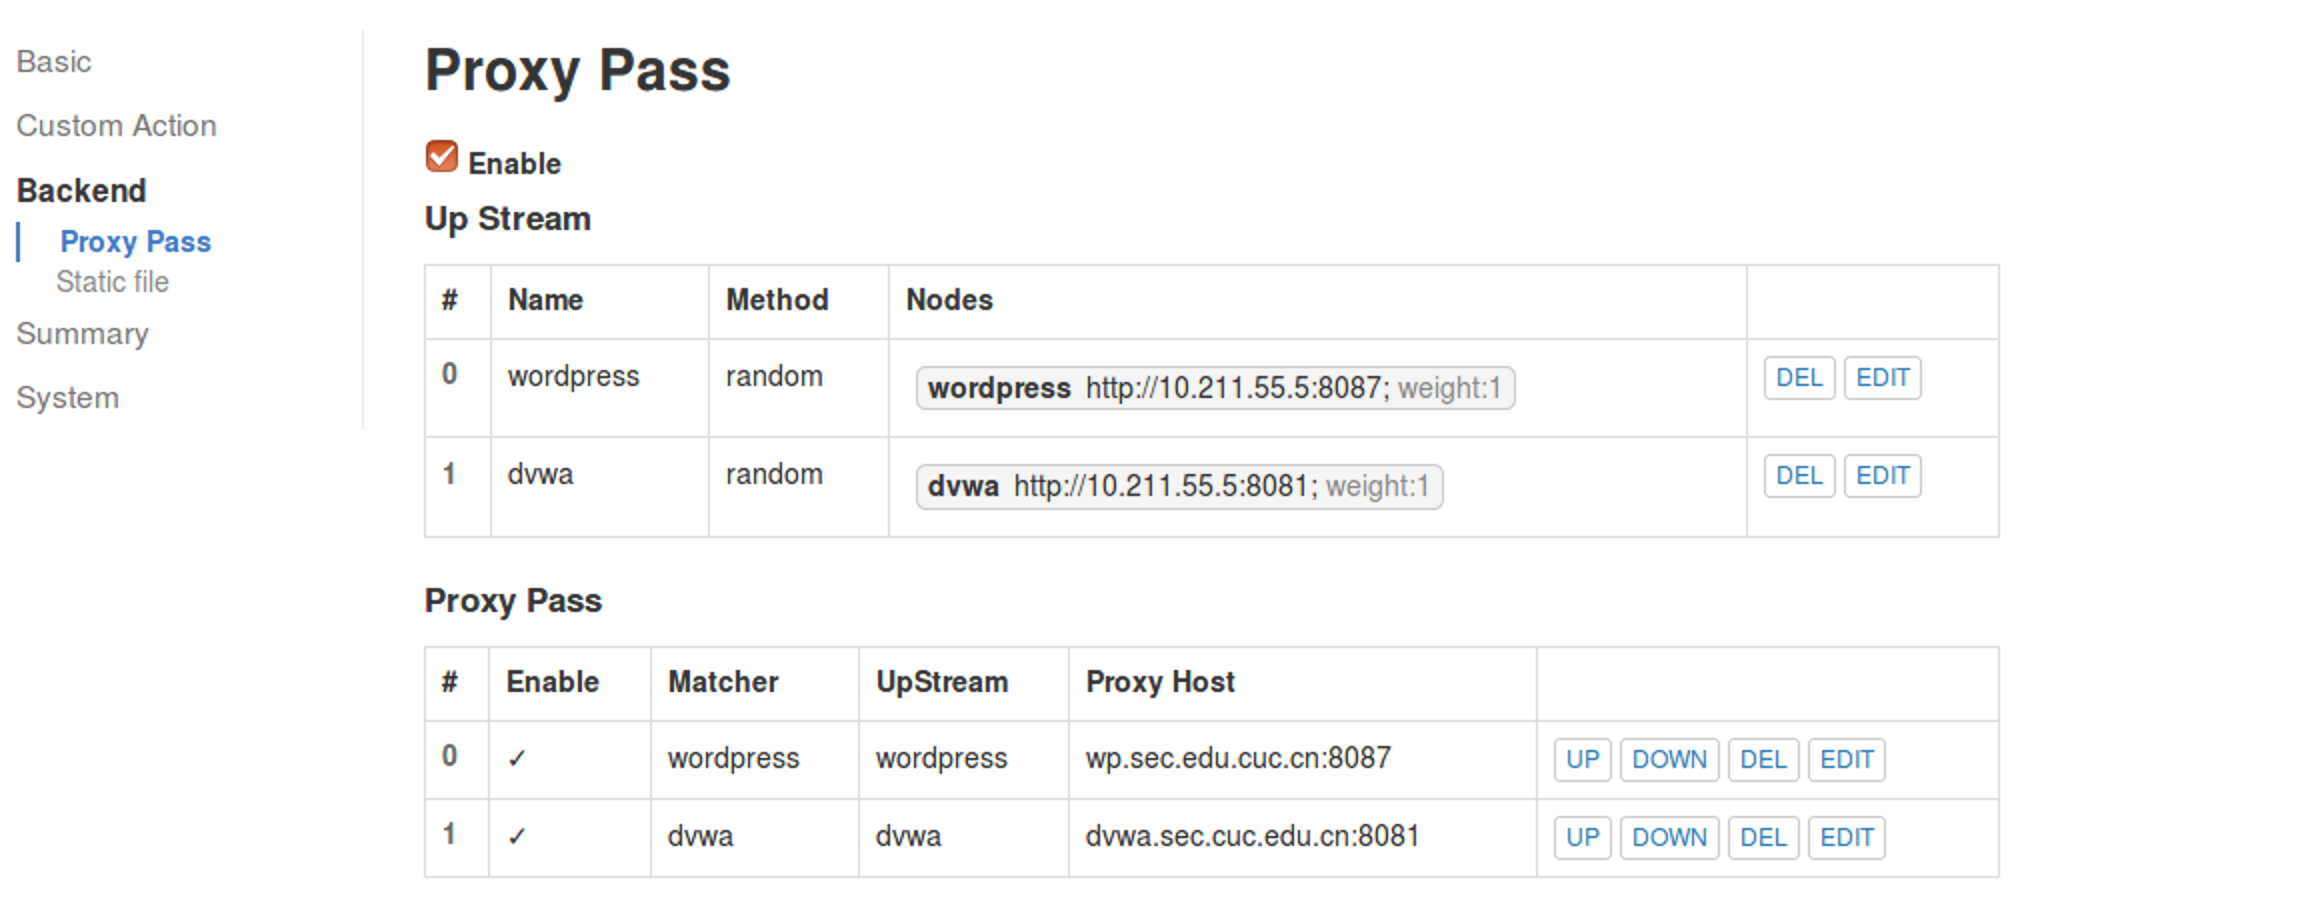 Basic
Custom Action
Backend
Proxy Pass
Static file
Summary
System
Proxy Pass
Enable
Up Stream
# Name Method Nodes
0 wordpress random wordpress http://10.211.55.5:8087; weight:1 DEL EDIT
1 dvwa random dvwa http://10.211.55.5:8081; weight:1 DEL EDIT
Proxy Pass
# Enable Matcher UpStream Proxy Host
0 ✓ wordpress wordpress wp.sec.edu.cuc.cn:8087 UP DOWN DEL EDIT
1 ✓ dvwa dvwa dvwa.sec.cuc.edu.cn:8081 UP DOWN DEL EDIT